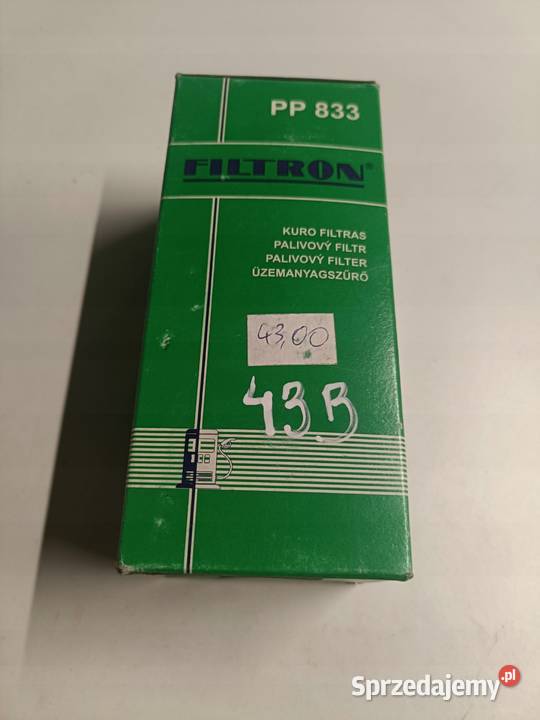 PP 833
FILTRON®
KURO FILTRAS
PALIVOVÝ FILTR
PALIVOVÝ FILTER
ÜZEMANYAGSZŰRŐ
43,00
43B
Sprzedajemy.pl